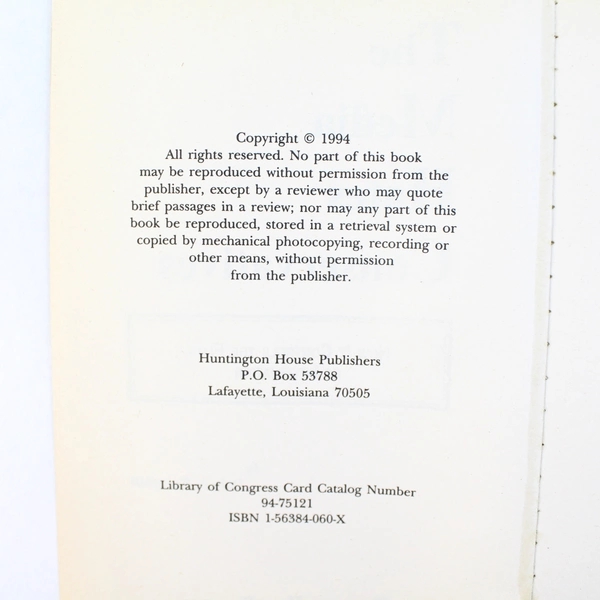 Copyright © 1994
All rights reserved. No part of this book
may be reproduced without permission from the
publisher, except by a reviewer who may quote
brief passages in a review; nor may any part of this
book be reproduced, stored in a retrieval system or
copied by mechanical photocopying, recording or
other means, without permission
from the publisher.
Huntington House Publishers
P.O. Box 53788
Lafayette, Louisiana 70505
Library of Congress Card Catalog Number
94-75121
ISBN 1-56384-060-X